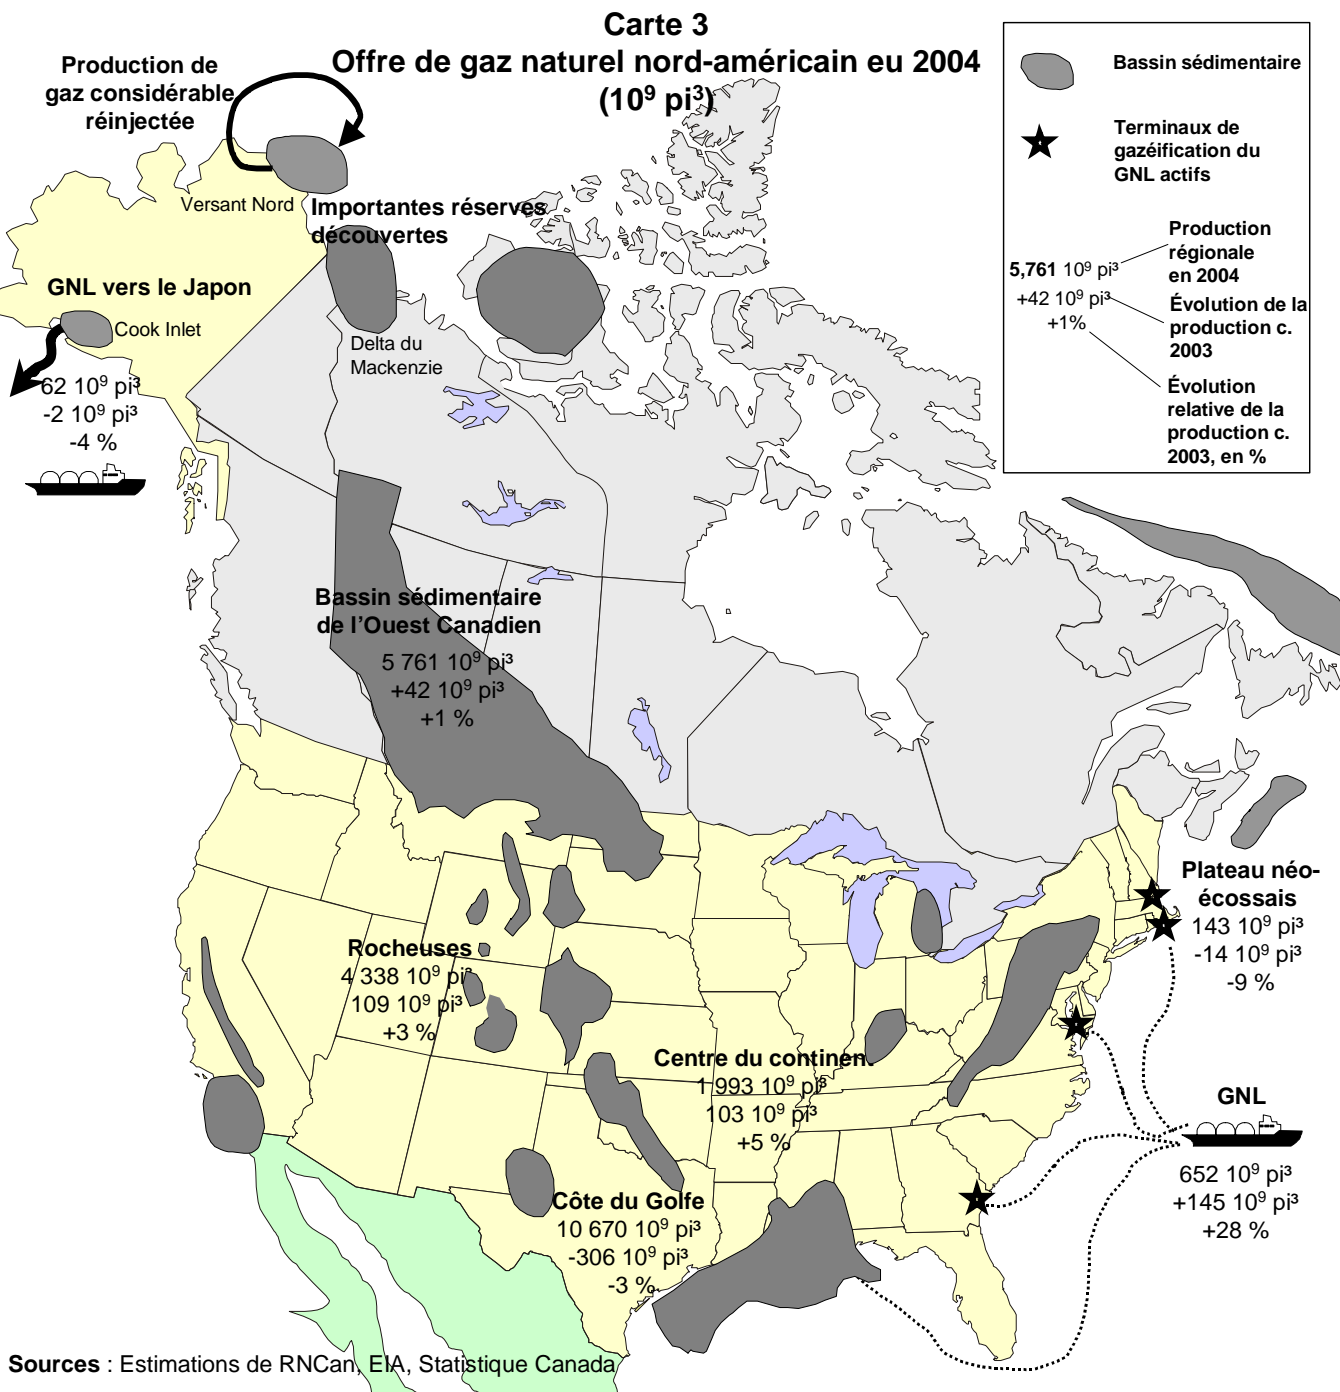 Carte 3
Offre de gaz naturel nord-américain eu 2004
(10⁹ pi³)
Production de
gaz considérable
réinjectée
Versant Nord
Importantes réserves
découvertes
GNL vers le Japon
Cook Inlet
62 10⁹ pi³
-2 10⁹ pi³
-4 %
Delta du
Mackenzie
Bassin sédimentaire
Terminaux de
gazéification du
GNL actifs
Production
régionale
en 2004
5,761 10⁹ pi³
+42 10⁹ pi³
+1%
Évolution de la
production c.
2003
Évolution
relative de la
production c.
2003, en %
Bassin sédimentaire
de l’Ouest Canadien
5 761 10⁹ pi³
+42 10⁹ pi³
+1 %
Rocheuses
4 338 10⁹ pi³
109 10⁹ pi³
+3 %
Centre du continent
1 993 10⁹ pi³
103 10⁹ pi³
+5 %
Côte du Golfe
10 670 10⁹ pi³
-306 10⁹ pi³
-3 %
Plateau néo-
écossais
143 10⁹ pi³
-14 10⁹ pi³
-9 %
GNL
652 10⁹ pi³
+145 10⁹ pi³
+28 %
Sources : Estimations de RNCan, EIA, Statistique Canada